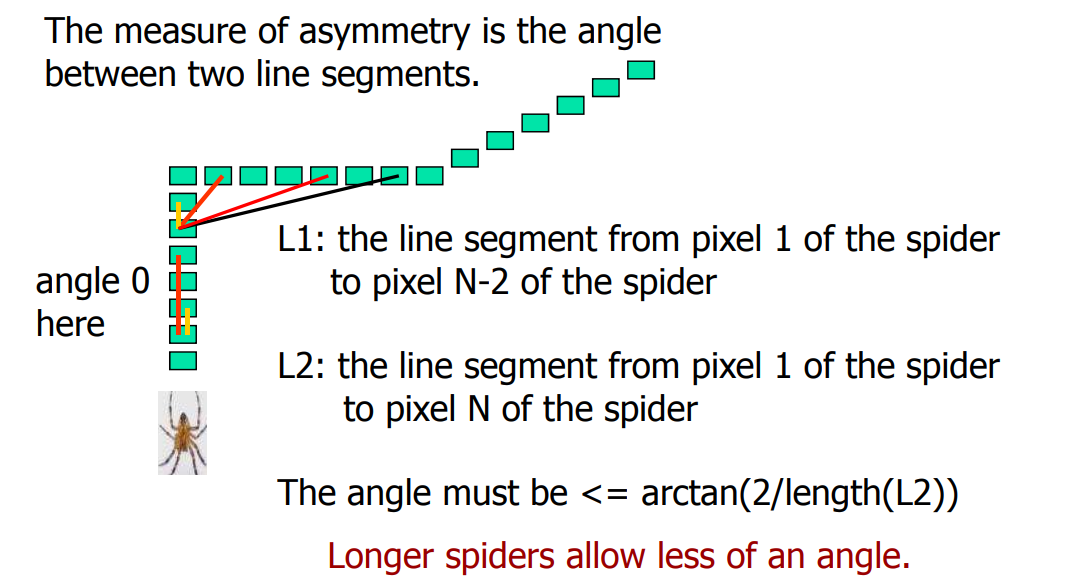 The measure of asymmetry is the angle
between two line segments.
L1: the line segment from pixel 1 of the spider
to pixel N-2 of the spider
angle 0
here
L2: the line segment from pixel 1 of the spider
to pixel N of the spider
The angle must be <= arctan(2/length(L2))
Longer spiders allow less of an angle.